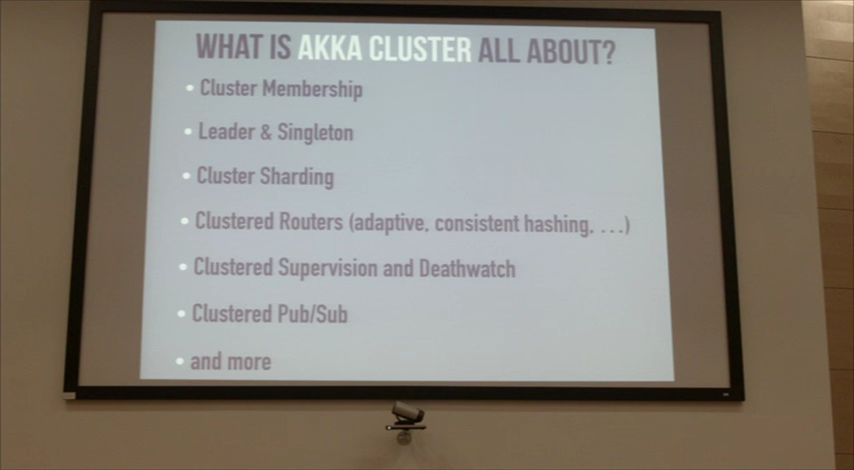 WHAT IS AKKA CLUSTER ALL ABOUT?
• Cluster Membership
• Leader & Singleton
• Cluster Sharding
• Clustered Routers (adaptive, consistent hashing, ...)
• Clustered Supervision and Deathwatch
• Clustered Pub/Sub
• and more